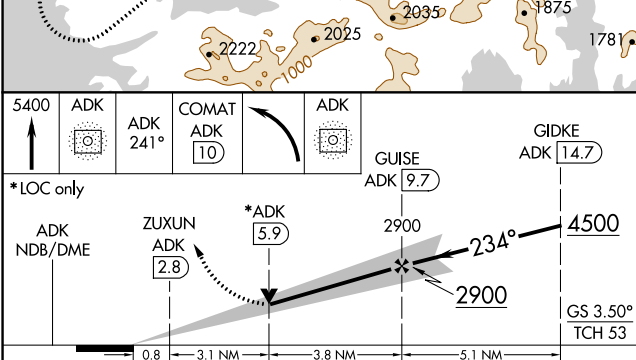 2035
1875
2025
2222
1781
1000
5400
ADK
ADK
241°
COMAT
ADK
10
ADK
*LOC only
GIDKE
ADK 14.7
GUISE
ADK 9.7
ADK
NDB/DME
ZUXUN
ADK
2.8
*ADK
5.9
2900
234°
4500
2900
GS 3.50°
TCH 53
0.8
3.1 NM
3.8 NM
5.1 NM